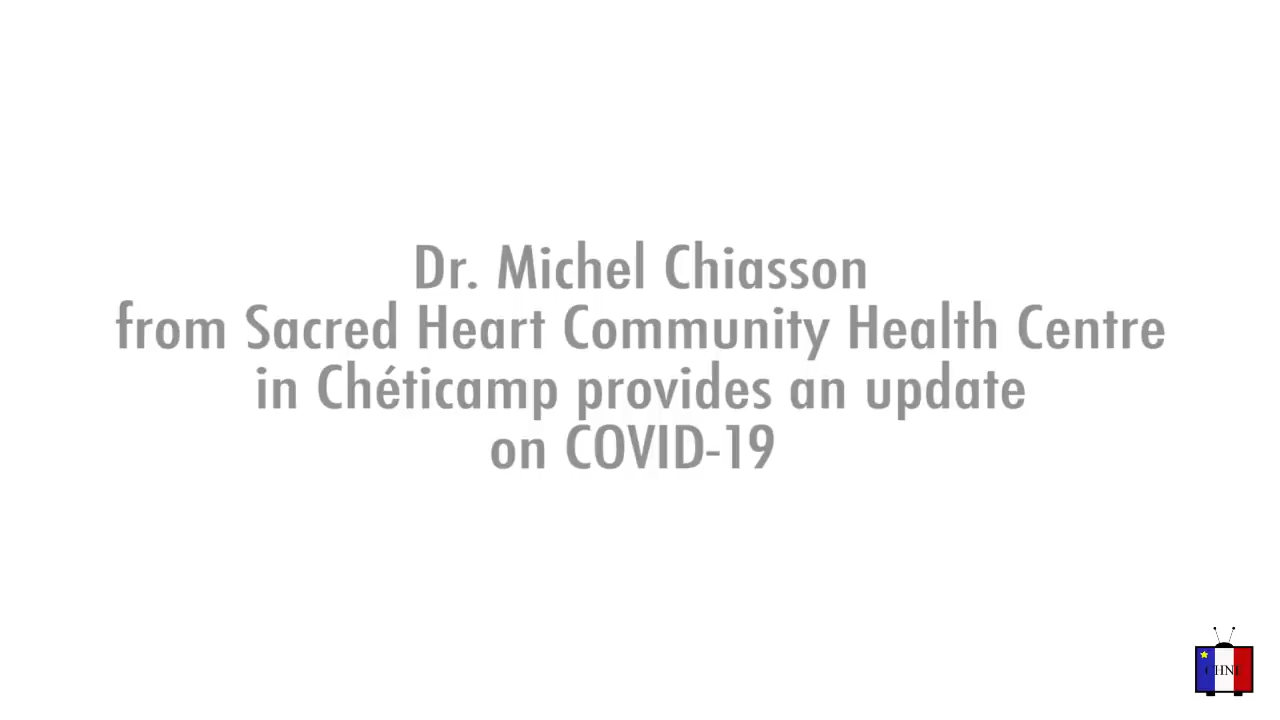 Dr. Michel Chiasson
from Sacred Heart Community Health Centre
in Chéticamp provides an update
on COVID-19